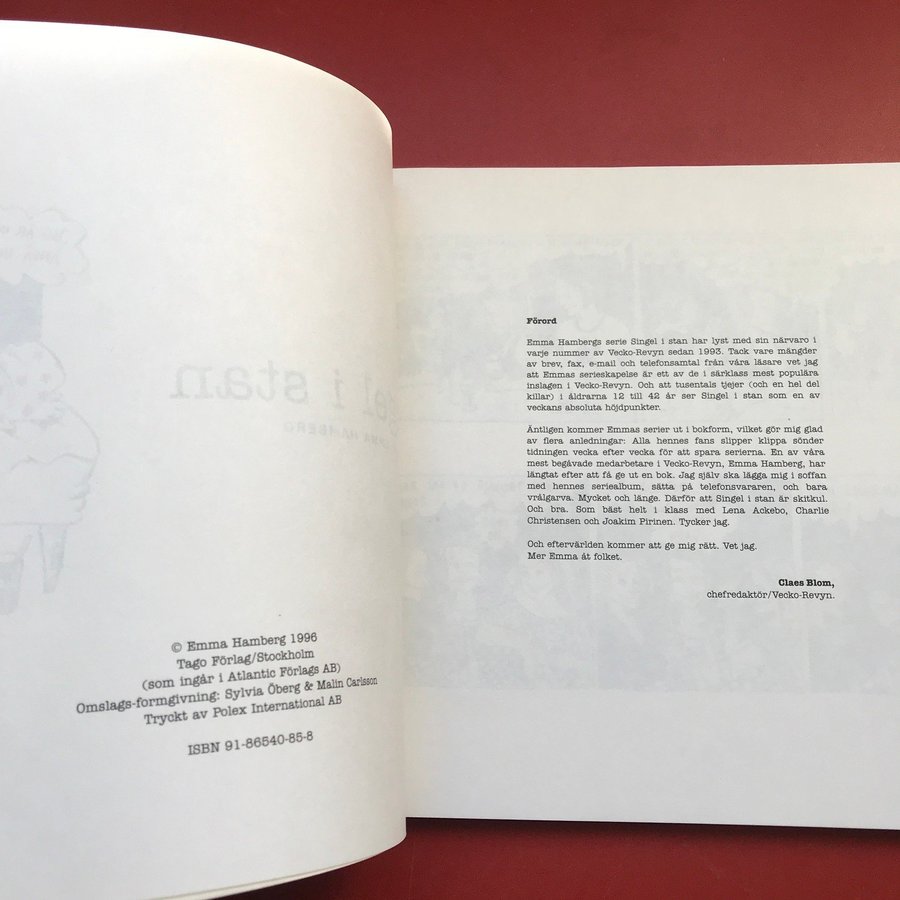 © Emma Hamberg 1996
Tago Förlag/Stockholm
(som ingår i Atlantic Förlags AB)
Omslags-formgivning: Sylvia Öberg & Malin Carlsson
Tryckt av Polex International AB
ISBN 91-86540-85-8
Förord
Emma Hambergs serie Singel i stan har lyst med sin närvaro i
varje nummer av Vecko-Revyn sedan 1993. Tack vare mängder
av brev, fax, e-mail och telefonsamtal från våra läsare vet jag
att Emmas serieskapelse är ett av de i särklass mest populära
inslagen i Vecko-Revyn. Och att tusentals tjejer (och en hel del
killar) i åldrarna 12 till 42 år ser Singel i stan som en av
veckans absoluta höjdpunkter.
Äntligen kommer Emmas serier ut i bokform, vilket gör mig glad
av flera anledningar: Alla hennes fans slipper klippa sönder
tidningen vecka efter vecka för att spara serierna. En av våra
mest begåvade medarbetare i Vecko-Revyn, Emma Hamberg, har
längtat efter att få ge ut en bok. Jag själv ska lägga mig i soffan
med hennes seriealbum, sätta på telefonsvararen, och bara
vrålgarva. Mycket och länge. Därför att Singel i stan är skitkul.
Och bra. Som bäst helt i klass med Lena Ackebo, Charlie
Christensen och Joakim Pirinen. Tycker jag.
Och eftervärlden kommer att ge mig rätt. Vet jag.
Mer Emma åt folket.
Claes Blom,
chefredaktör/Vecko-Revyn.
i stan
EMMA HAMBERG